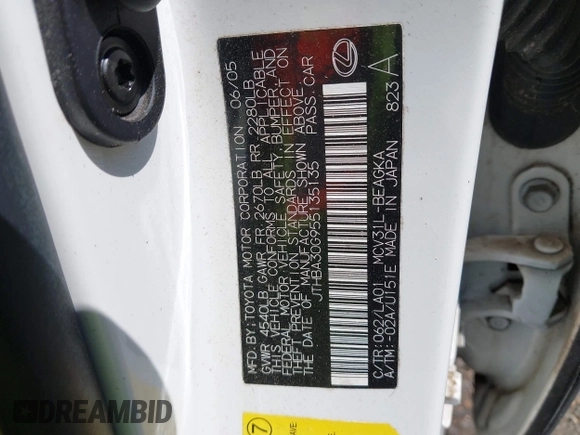 MFD.BY:TOYOTA MOTOR CORPORATION 06/05
GVWR 4540LB GAWR FR 2670LB RR 2280LB
THIS VEHICLE CONFORMS TO ALL APPLICABLE
FEDERAL MOTOR VEHICLE SAFETY, BUMPER, AND
THEFT PREVENTION STANDARDS IN EFFECT ON
THE DATE OF MANUFACTURE SHOWN ABOVE.
JTHBA30G955135135 PASS CAR
C/TR:062/LA01 MCV31L-BEAGKA
A/TM:-02A/U151E MADE IN JAPAN 823
A
DREAMBID